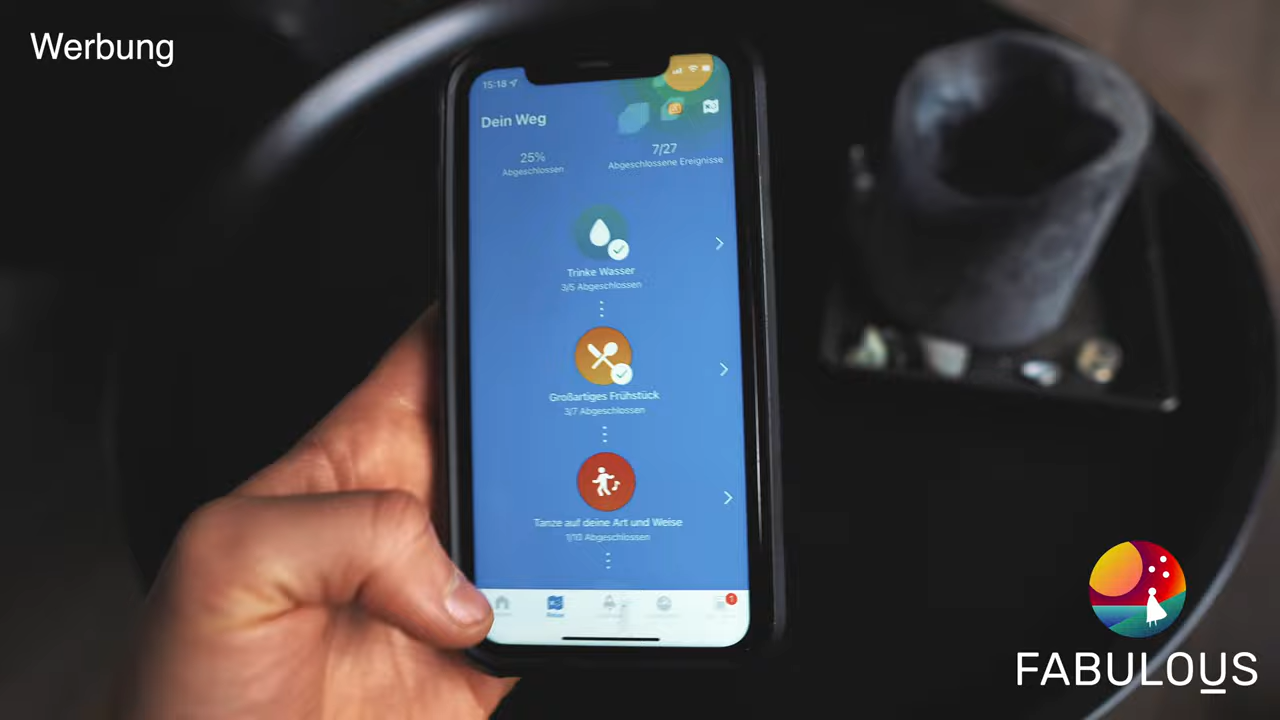 Werbung
15:18
Dein Weg
25%
Abgeschlossen
7/27
Abgeschlossene Ereignisse
Trinke Wasser
3/5 Abgeschlossen
Großartiges Frühstück
3/7 Abgeschlossen
Tanze auf deine Art und Weise
1/10 Abgeschlossen
1
FABULOUS